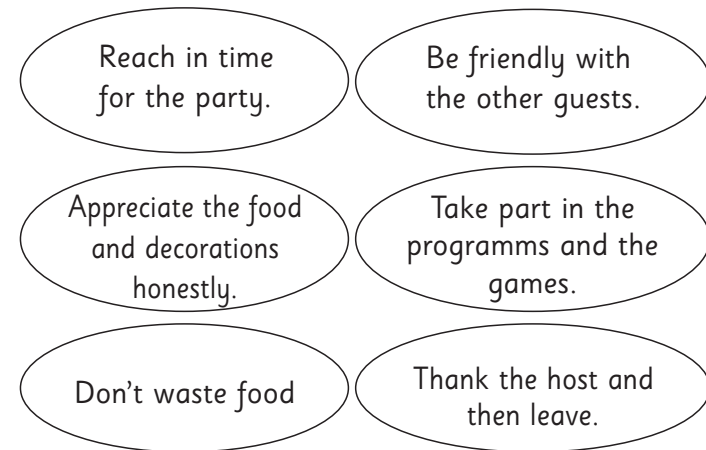 Reach in time
for the party.
Be friendly with
the other guests.
Appreciate the food
and decorations
honestly.
Take part in the
programms and the
games.
Don't waste food
Thank the host and
then leave.